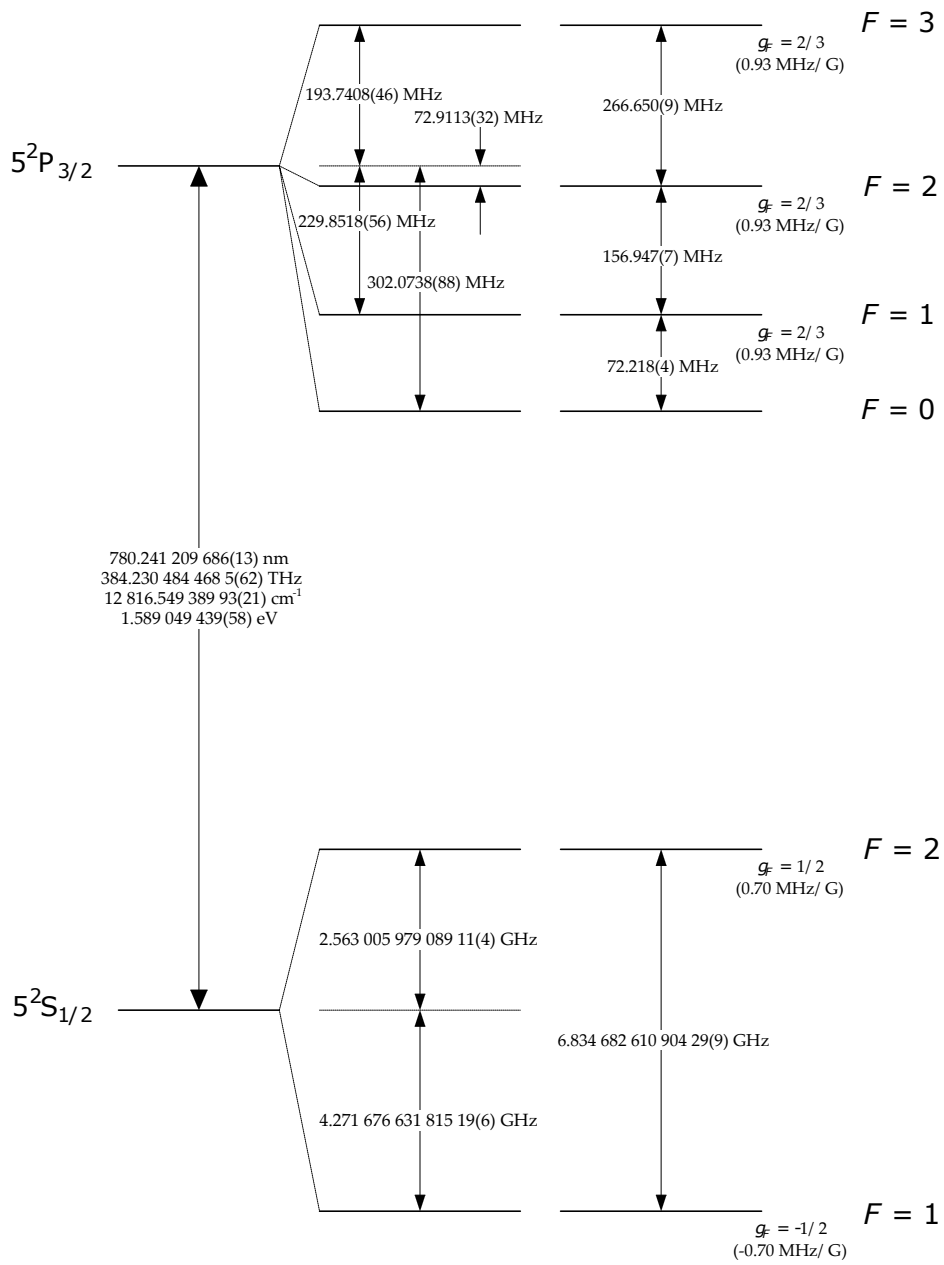 F = 3
g_F = 2/3
(0.93 MHz/G)
193.7408(46) MHz
72.9113(32) MHz
266.650(9) MHz
5²P₃/₂
F = 2
g_F = 2/3
(0.93 MHz/G)
229.8518(56) MHz
156.947(7) MHz
302.0738(88) MHz
F = 1
g_F = 2/3
(0.93 MHz/G)
72.218(4) MHz
F = 0
780.241 209 686(13) nm
384.230 484 468 5(62) THz
12 816.549 389 93(21) cm⁻¹
1.589 049 439(58) eV
F = 2
g_F = 1/2
(0.70 MHz/G)
2.563 005 979 089 11(4) GHz
5²S₁/₂
6.834 682 610 904 29(9) GHz
4.271 676 631 815 19(6) GHz
F = 1
g_F = -1/2
(-0.70 MHz/G)